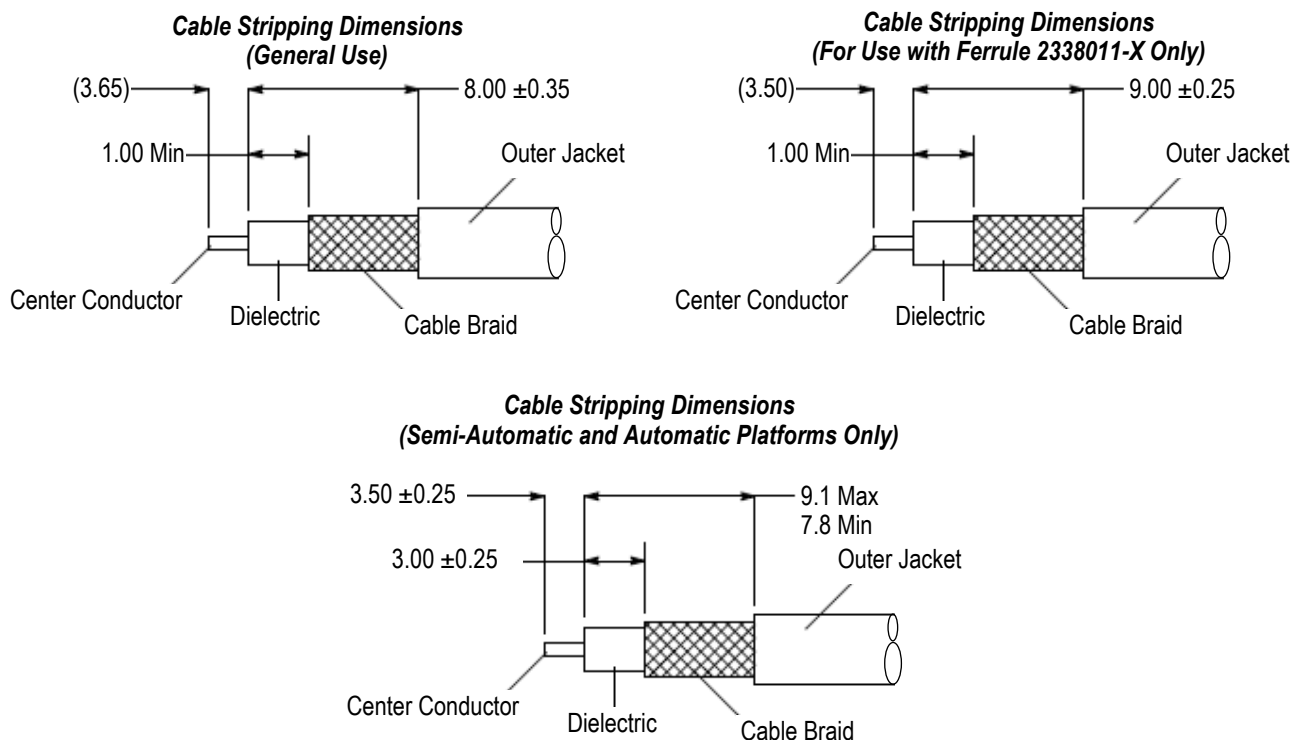 Cable Stripping Dimensions
(General Use)
(3.65)
8.00 ±0.35
1.00 Min
Outer Jacket
Center Conductor
Dielectric
Cable Braid
Cable Stripping Dimensions
(For Use with Ferrule 2338011-X Only)
(3.50)
9.00 ±0.25
1.00 Min
Outer Jacket
Center Conductor
Dielectric
Cable Braid
Cable Stripping Dimensions
(Semi-Automatic and Automatic Platforms Only)
3.50 ±0.25
9.1 Max
7.8 Min
3.00 ±0.25
Outer Jacket
Center Conductor
Dielectric
Cable Braid